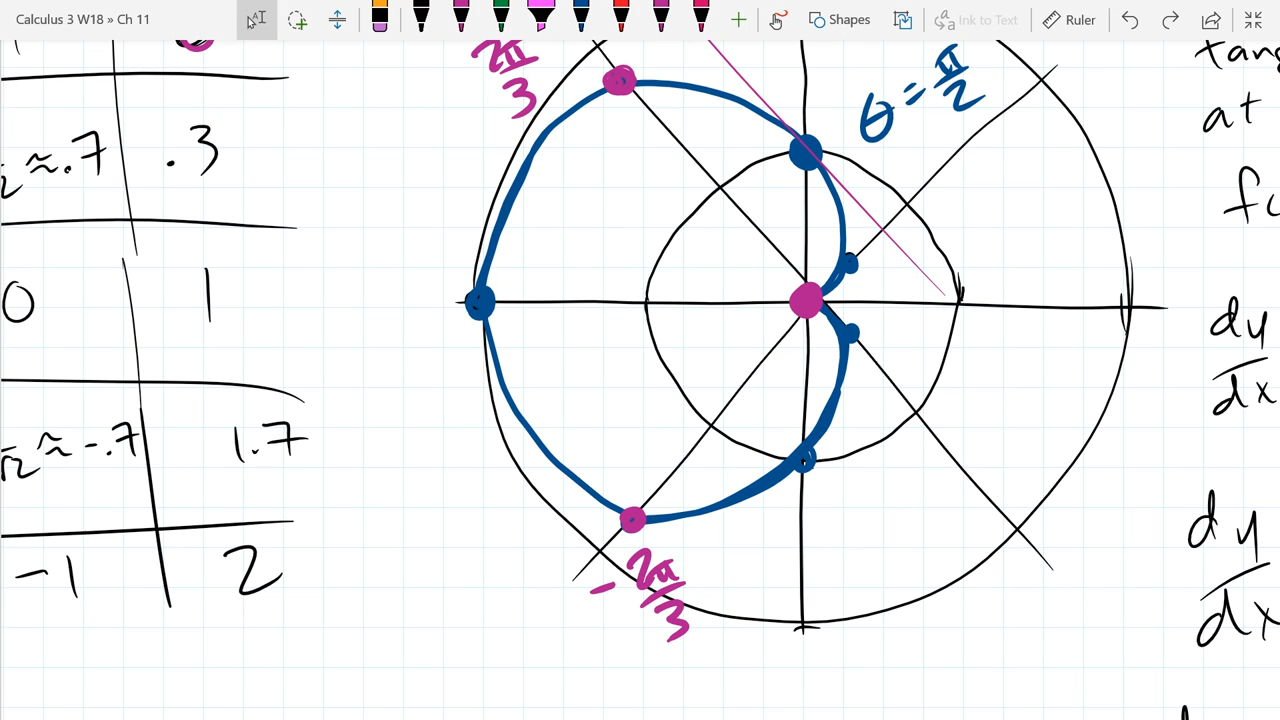 Calculus 3 W18 » Ch 11
Shapes
Ink to Text
Ruler
2π/3
θ = π/2
≈ .7 .3
at
0 1
dy/dx
≈ -.7 1.7
dy/dx
-1 2
-2π/3